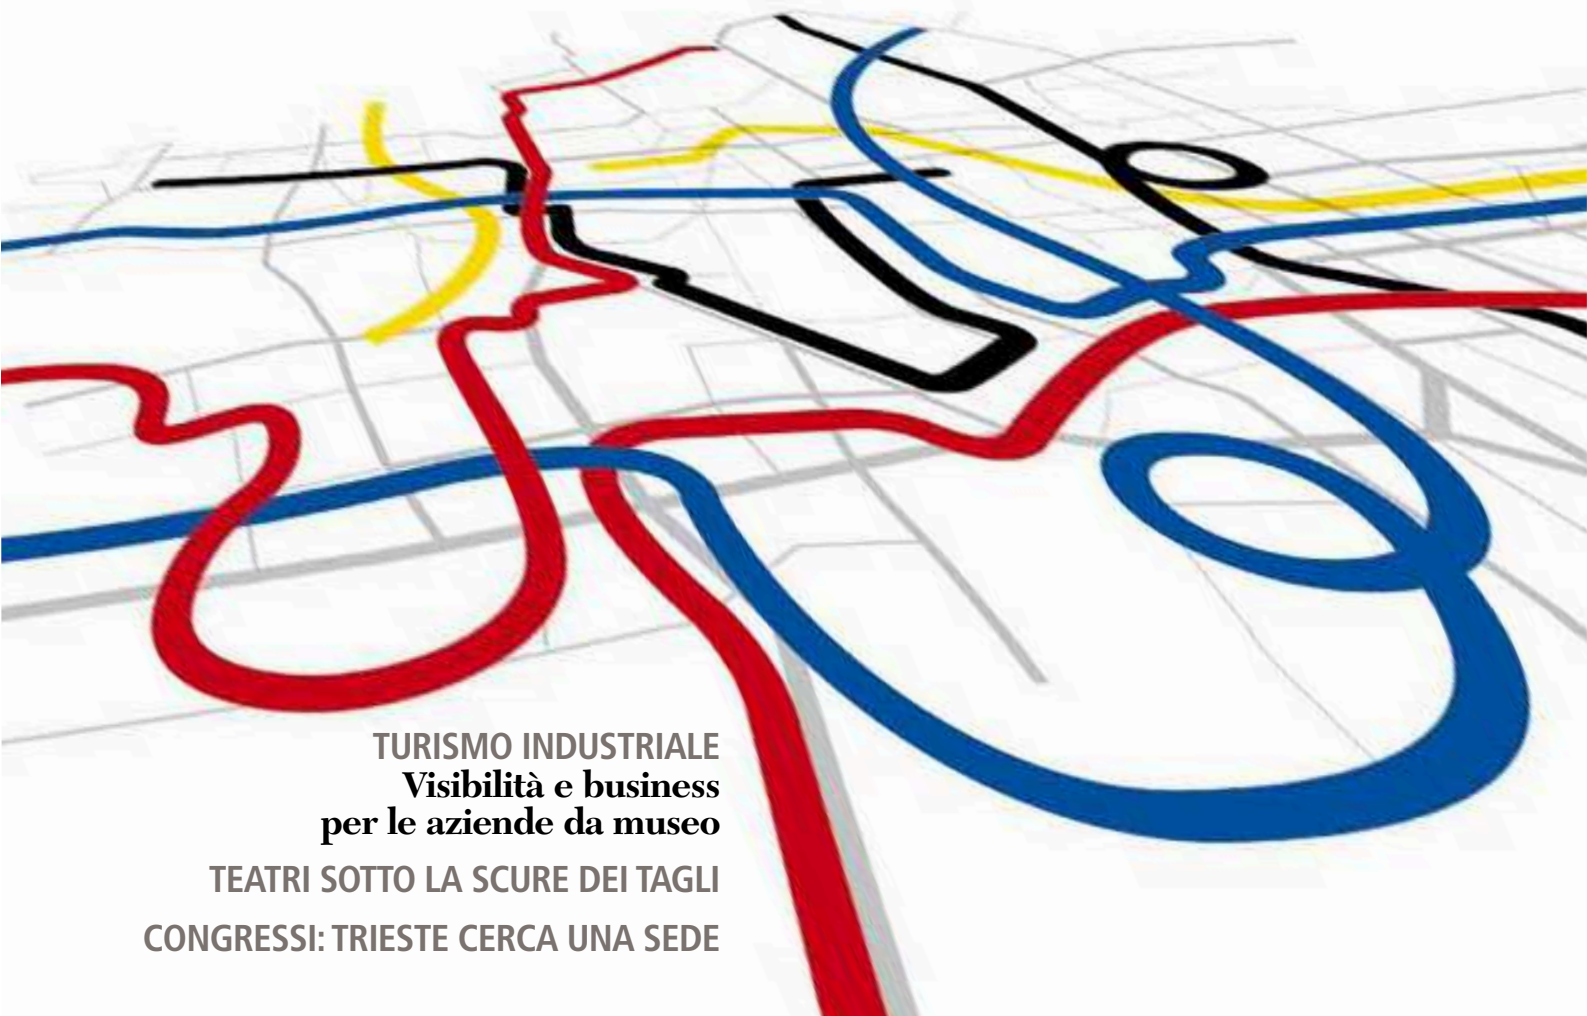 TURISMO INDUSTRIALE
Visibilità e business
per le aziende da museo
TEATRI SOTTO LA SCURE DEI TAGLI
CONGRESSI: TRIESTE CERCA UNA SEDE